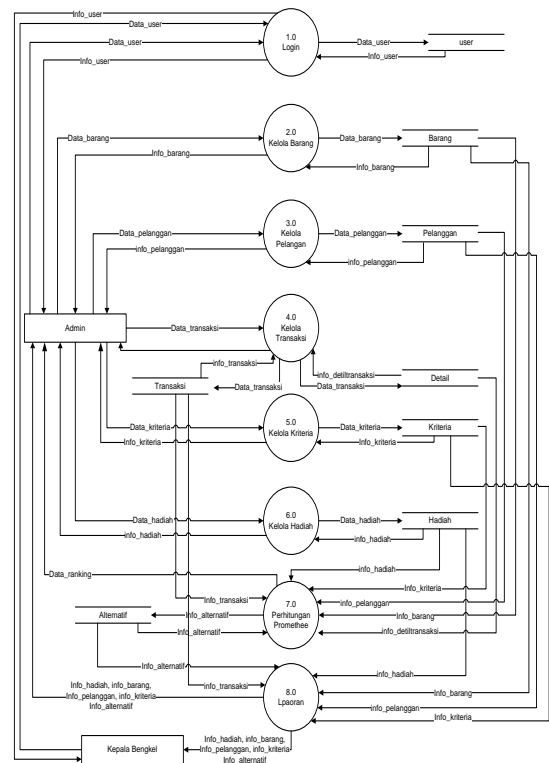 Info_user
Data_user
Data_user
Info_user
1.0
Login
Data_user
Info_user
user
Data_barang
Info_barang
2.0
Kelola Barang
Data_barang
Info_barang
Barang
Data_pelanggan
info_pelanggan
3.0
Kelola
Pelangan
Data_pelanggan
info_pelanggan
Pelanggan
Admin
Data_transaksi
4.0
Kelola
Transaksi
info_transaksi
Transaksi
Data_transaksi
info_detiltransaksi
Data_transaksi
Detail
Data_kriteria
Info_kriteria
5.0
Kelola Kriteria
Data_kriteria
Info_kriteria
Kriteria
Data_hadiah
info_hadiah
6.0
Kelola Hadiah
Data_hadiah
info_hadiah
Hadiah
Data_ranking
info_hadiah
Info_transaksi
7.0
Perhitungan
Promethee
Info_kriteria
info_pelanggan
Info_barang
info_detiltransaksi
Alternatif
Info_alternatif
Info_alternatif
Info_alternatif
info_hadiah
Info_hadiah, info_barang,
Info_pelanggan, info_kriteria
Info_alternatif
info_transaksi
8.0
Lpaoran
Info_barang
info_pelanggan
Info_kriteria
Kepala Bengkel
Info_hadiah, info_barang,
Info_pelanggan, info_kriteria
Info_alternatif